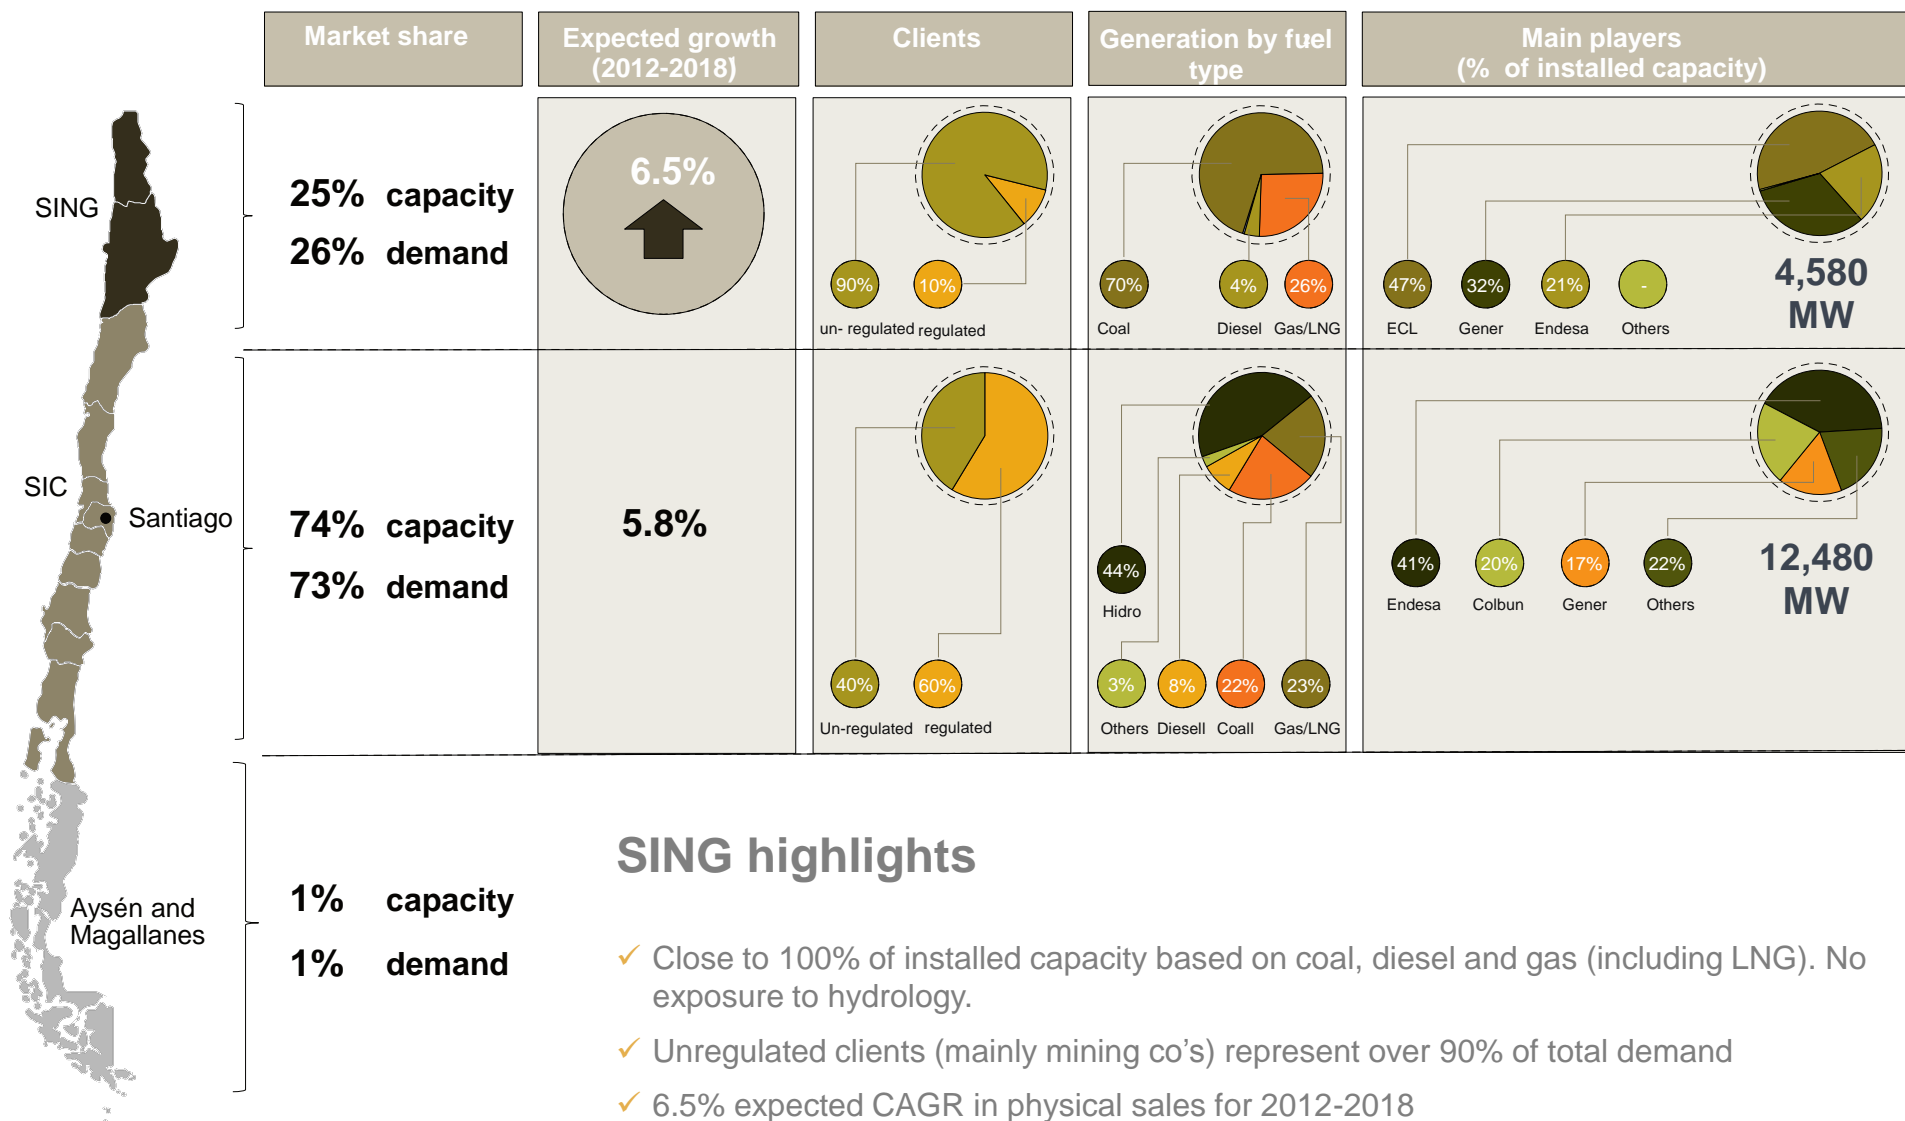 Market share
Expected growth
(2012-2018)
Clients
Generation by fuel
type
Main players
(% of installed capacity)
SING
25% capacity
26% demand
6.5%
90%
10%
un- regulated
regulated
70%
4%
26%
Coal
Diesel
Gas/LNG
47%
32%
21%
-
ECL
Gener
Endesa
Others
4,580
MW
SIC
Santiago
74% capacity
73% demand
5.8%
40%
60%
Un-regulated
regulated
44%
Hidro
3%
8%
22%
23%
Others
Diesell
Coall
Gas/LNG
41%
20%
17%
22%
Endesa
Colbun
Gener
Others
12,480
MW
Aysén and
Magallanes
1% capacity
1% demand
SING highlights
✓ Close to 100% of installed capacity based on coal, diesel and gas (including LNG). No
exposure to hydrology.
✓ Unregulated clients (mainly mining co's) represent over 90% of total demand
✓ 6.5% expected CAGR in physical sales for 2012-2018